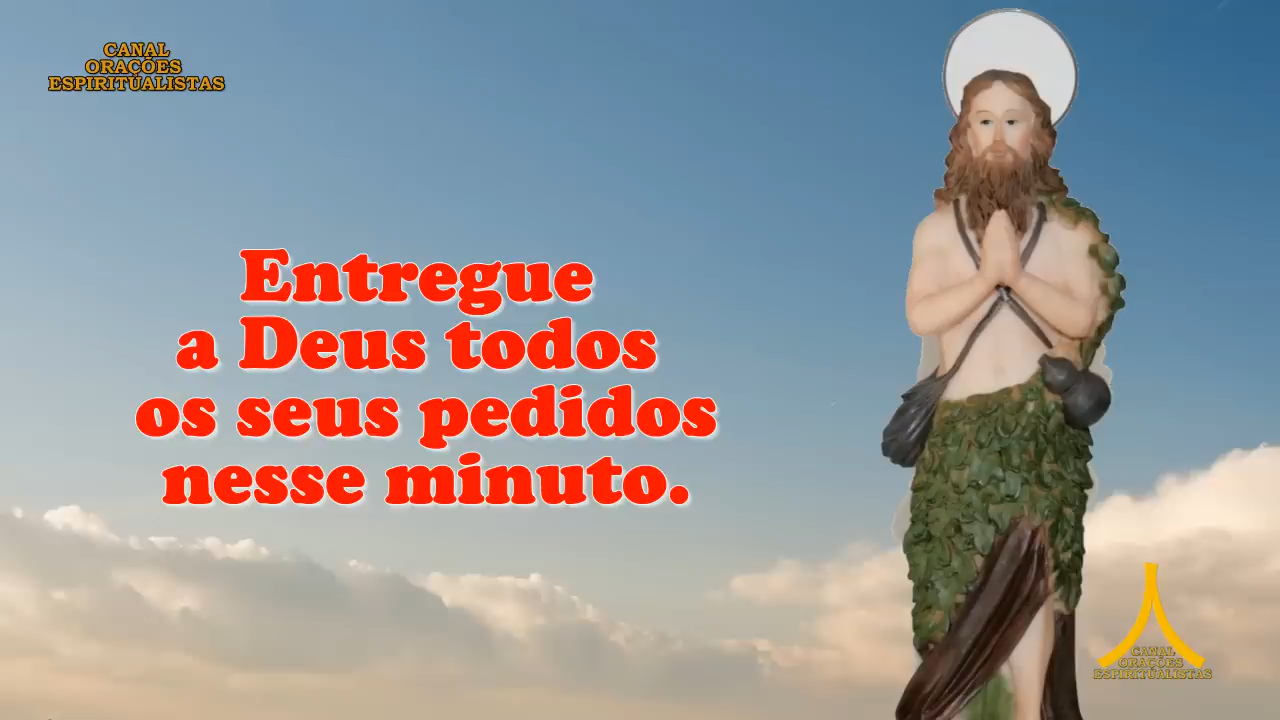 CANAL
ORAÇÕES
ESPIRITUALISTAS
Entregue
a Deus todos
os seus pedidos
nesse minuto.
CANAL
ORAÇÕES
ESPIRITUALISTAS